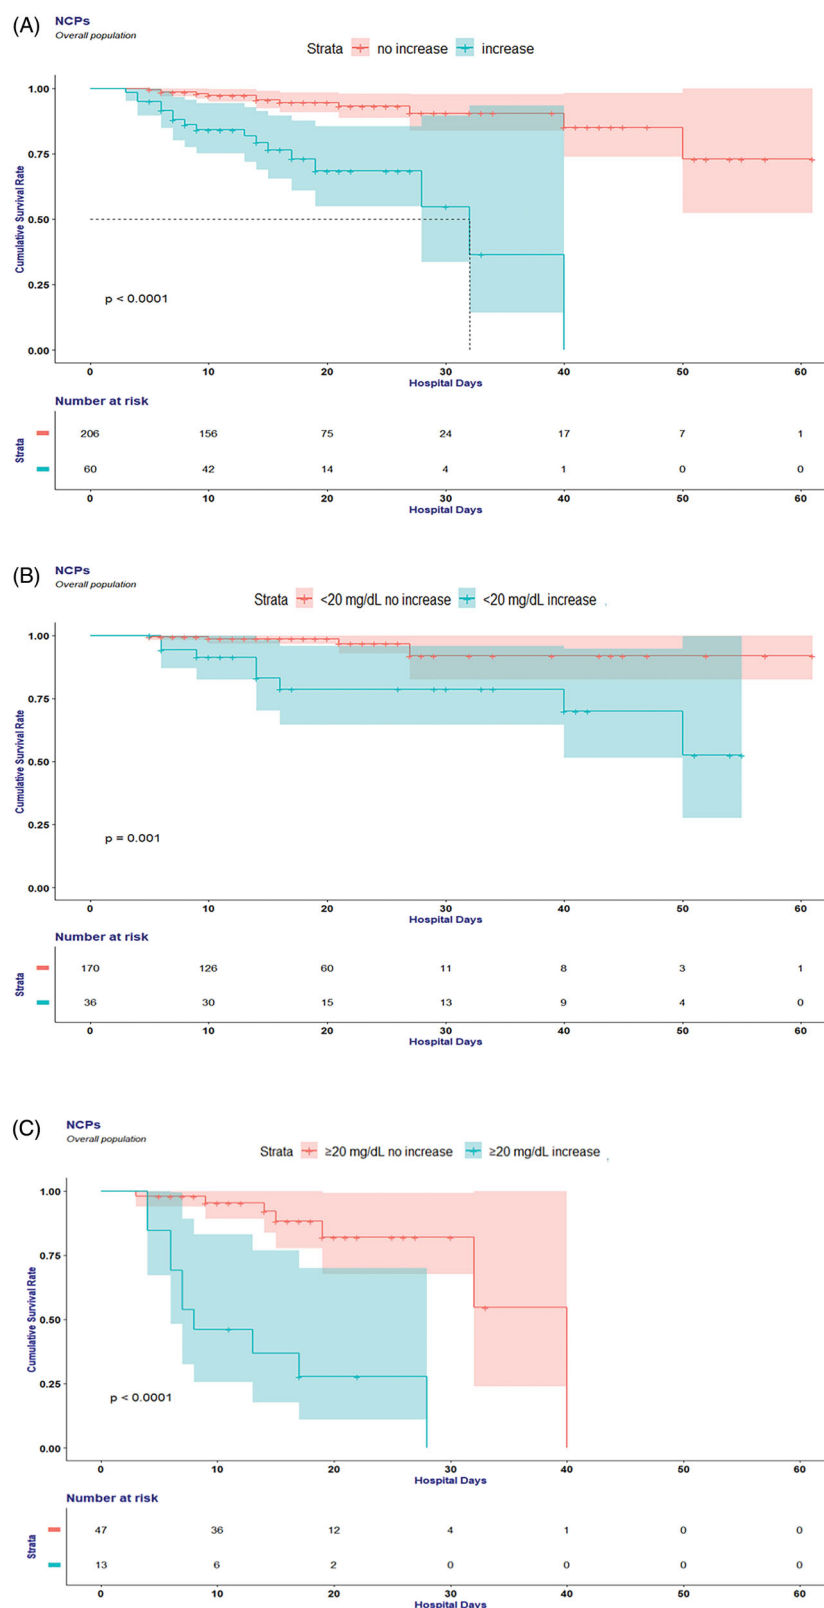 (A)
NCPs
Overall population
Strata no increase increase
1.00
0.75
0.50
0.25
0.00
Cumulative Survival Rate
p < 0.0001
0 10 20 30 40 50 60
Hospital Days
Number at risk
Strata
206 156 75 24 17 7 1
60 42 14 4 1 0 0
0 10 20 30 40 50 60
Hospital Days
(B)
NCPs
Overall population
Strata <20 mg/dL no increase <20 mg/dL increase
1.00
0.75
0.50
0.25
0.00
Cumulative Survival Rate
p = 0.001
0 10 20 30 40 50 60
Hospital Days
Number at risk
Strata
170 126 60 11 8 3 1
36 30 15 13 9 4 0
0 10 20 30 40 50 60
Hospital Days
(C)
NCPs
Overall population
Strata ≥20 mg/dL no increase ≥20 mg/dL increase
1.00
0.75
0.50
0.25
0.00
Cumulative Survival Rate
p < 0.0001
0 10 20 30 40 50 60
Hospital Days
Number at risk
Strata
47 36 12 4 1 0 0
13 6 2 0 0 0 0
0 10 20 30 40 50 60
Hospital Days